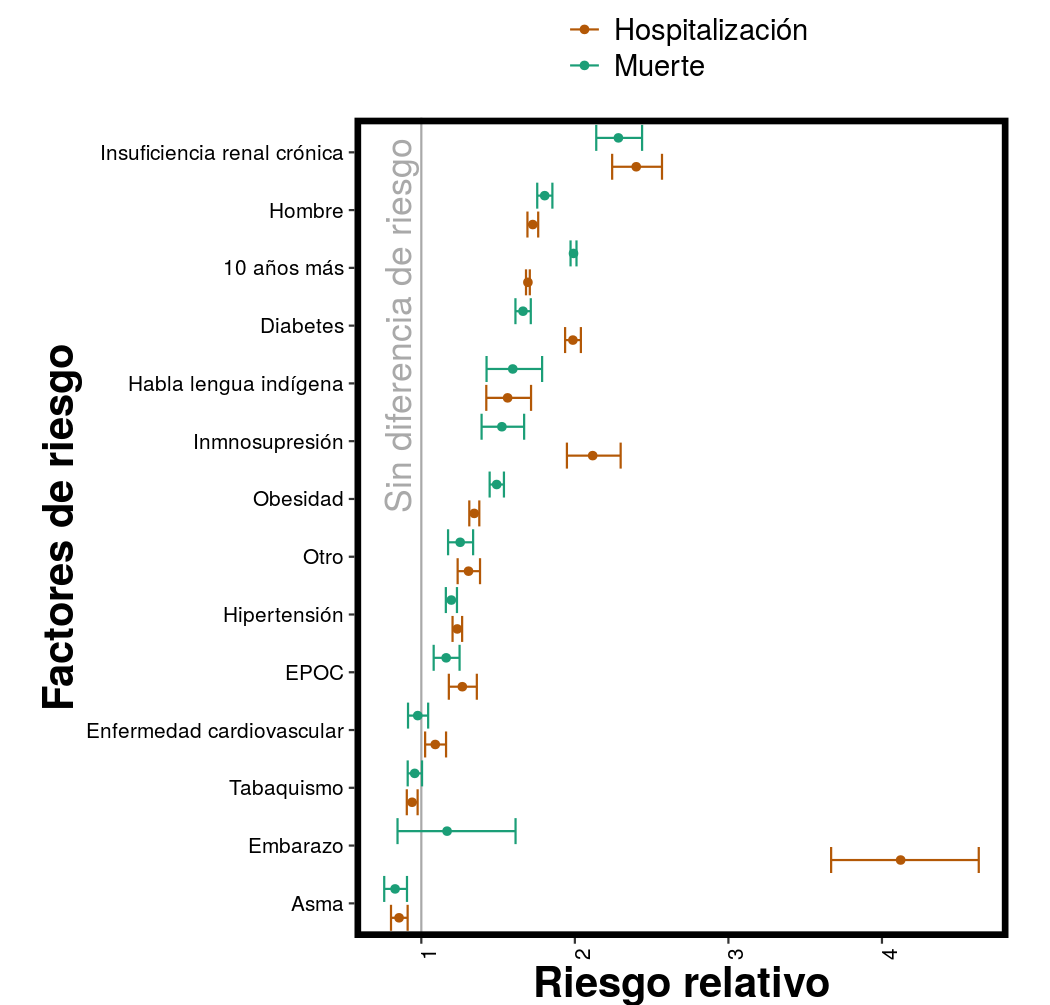 Hospitalización
Muerte
Sin diferencia de riesgo
Factores de riesgo
Insuficiencia renal crónica
Hombre
10 años más
Diabetes
Habla lengua indígena
Inmnosupresión
Obesidad
Otro
Hipertensión
EPOC
Enfermedad cardiovascular
Tabaquismo
Embarazo
Asma
1 2 3 4
Riesgo relativo